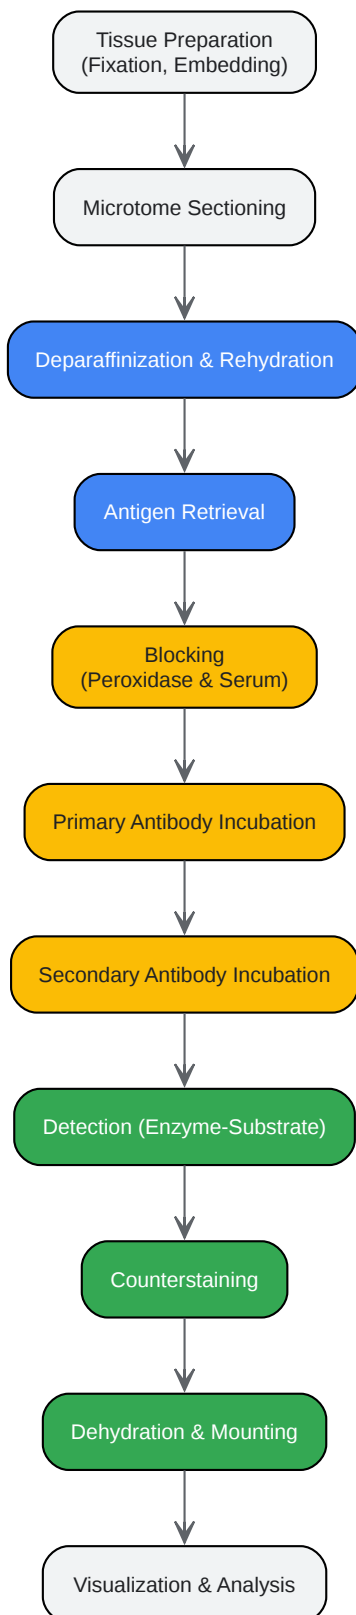 Tissue Preparation
(Fixation, Embedding)
Microtome Sectioning
Deparaffinization & Rehydration
Antigen Retrieval
Blocking
(Peroxidase & Serum)
Primary Antibody Incubation
Secondary Antibody Incubation
Detection (Enzyme-Substrate)
Counterstaining
Dehydration & Mounting
Visualization & Analysis